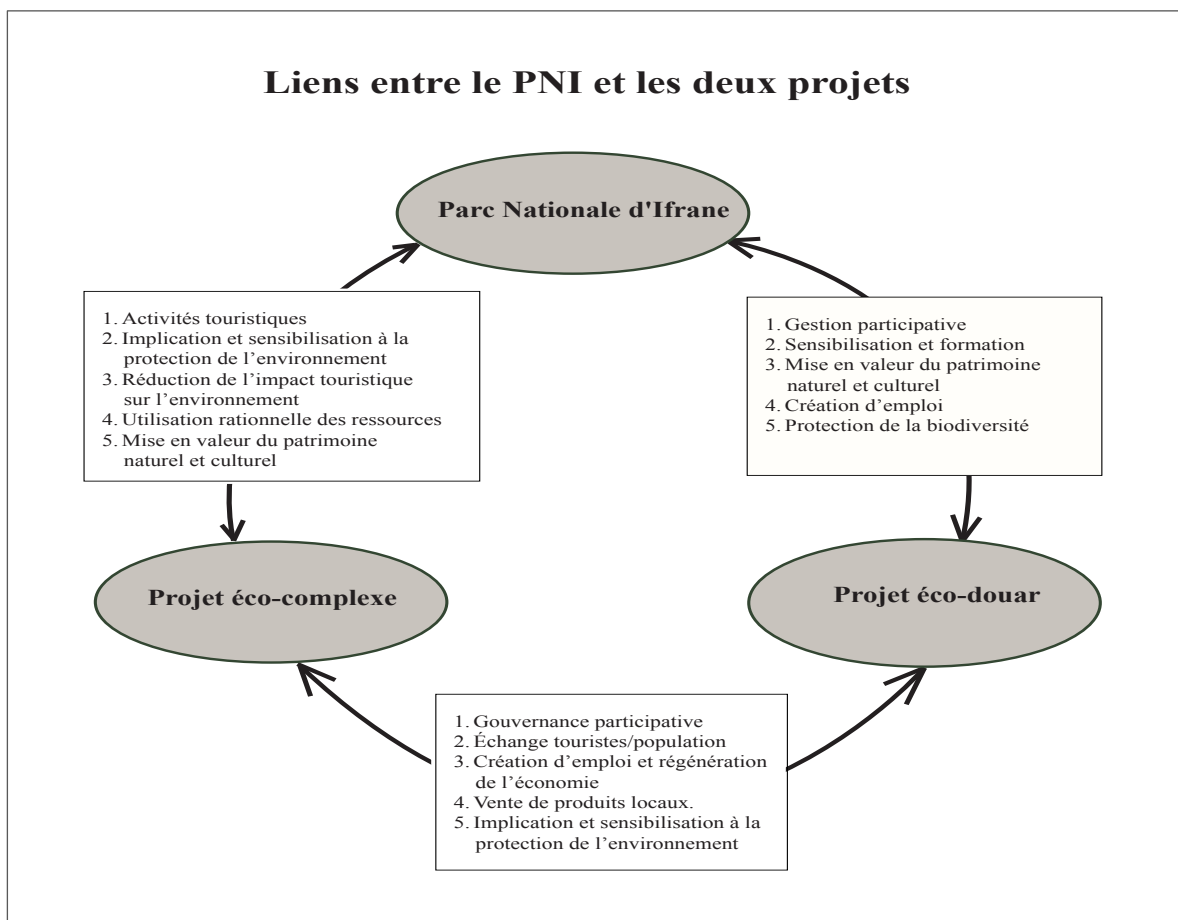 Liens entre le PNI et les deux projets
Parc Nationale d'Ifrane
1. Activités touristiques
2. Implication et sensibilisation à la
protection de l’environnement
3. Réduction de l’impact touristique
sur l’environnement
4. Utilisation rationnelle des ressources
5. Mise en valeur du patrimoine
naturel et culturel
1. Gestion participative
2. Sensibilisation et formation
3. Mise en valeur du patrimoine
naturel et culturel
4. Création d’emploi
5. Protection de la biodiversité
Projet éco-complexe
Projet éco-douar
1. Gouvernance participative
2. Échange touristes/population
3. Création d’emploi et régénération
de l’économie
4. Vente de produits locaux.
5. Implication et sensibilisation à la
protection de l’environnement